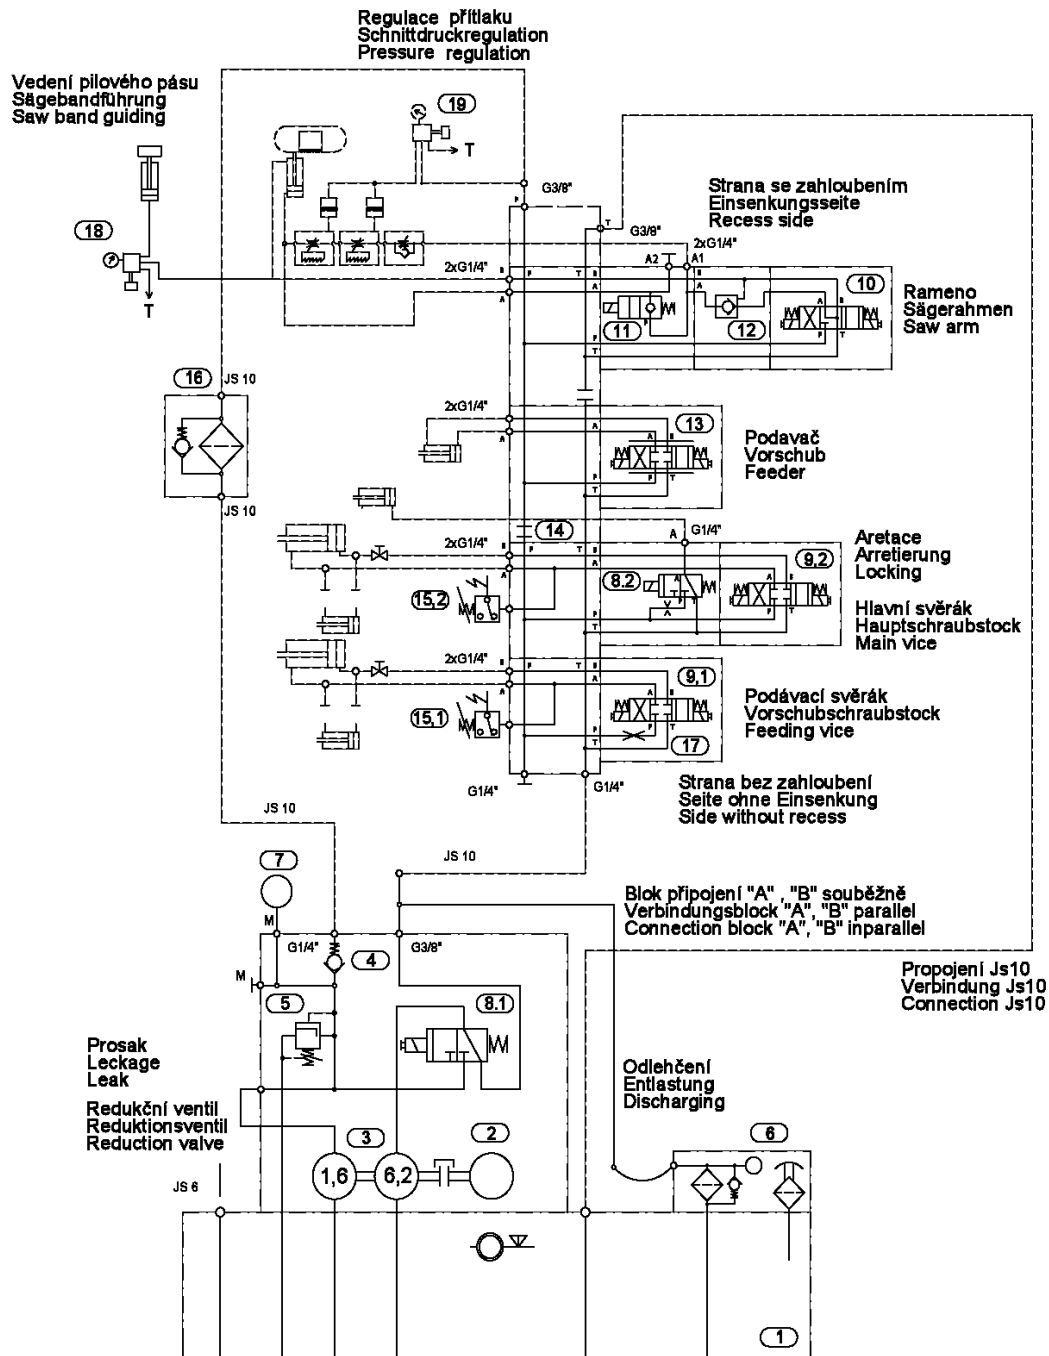 Regulace přítlaku
Schnittdruckregulation
Pressure regulation
Vedení pilového pásu
Sägebandführung
Saw band guiding
19
T
G3/8"
Strana se zahloubením
Einsenkungsseite
Recess side
P
T
G3/8"
2xG1/4"
18
T
2xG1/4"
A2
A1
B
A
P
T
B
A
B
A
10
A
B
P
T
11
P
12
P
T
Rameno
Sägerahmen
Saw arm
16
JS 10
JS 10
2xG1/4"
B
A
B
A
13
A
B
P
T
P
T
Podavač
Vorschub
Feeder
14
A
G1/4"
2xG1/4"
B
A
P
T
B
A
8.2
A
P
T
9,2
A
B
P
T
P
T
15,2
Aretace
Arretierung
Locking
Hlavní svěrák
Hauptschraubstock
Main vice
2xG1/4"
B
A
P
T
B
A
9,1
A
B
P
T
P
T
15,1
17
Podávací svěrák
Vorschubschraubstock
Feeding vice
G1/4"
G1/4"
Strana bez zahloubení
Seite ohne Einsenkung
Side without recess
JS 10
JS 10
7
M
G1/4"
G3/8"
4
M
5
8.1
Blok připojení "A" , "B" souběžně
Verbindungsblock "A", "B" parallel
Connection block "A", "B" inparallel
Propojení Js10
Verbindung Js10
Connection Js10
Prosak
Leckage
Leak
Redukční ventil
Reduktionsventil
Reduction valve
Odlehčení
Entlastung
Discharging
3
2
6
1,6
6,2
JS 6
1